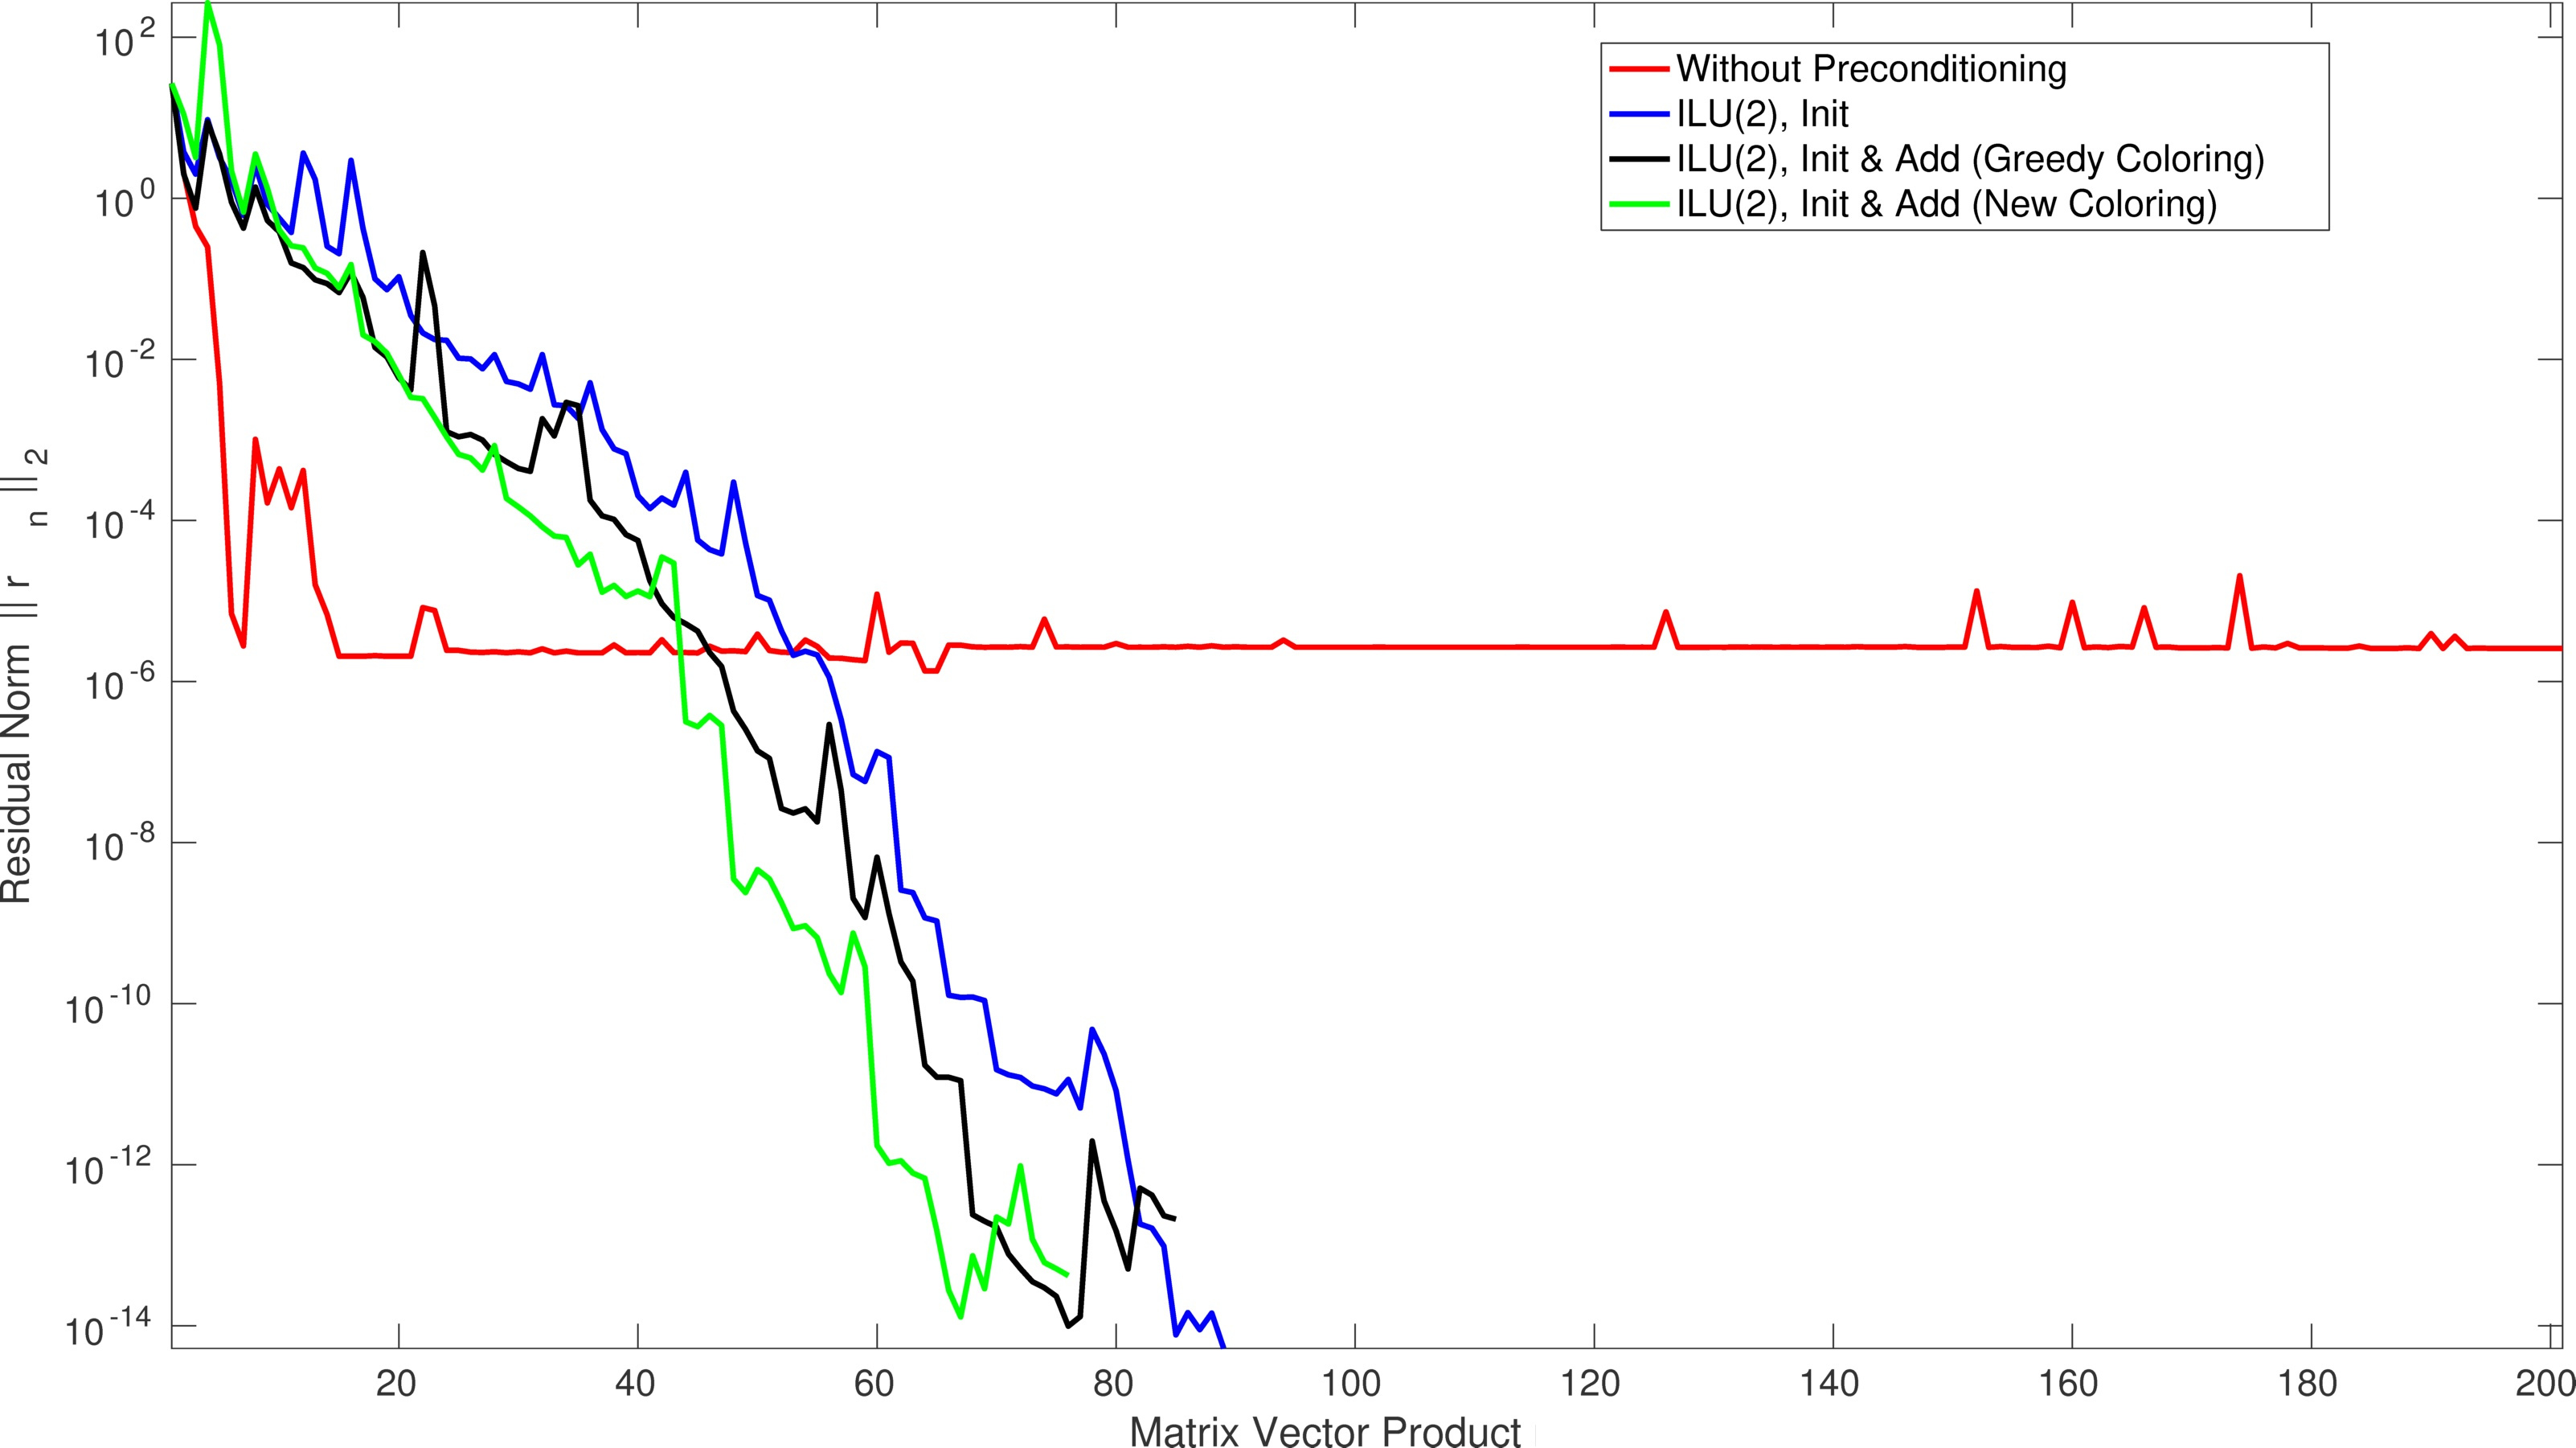 10^2
10^0
10^-2
10^-4
10^-6
10^-8
10^-10
10^-12
10^-14
Residual Norm || r_n ||_2
Without Preconditioning
ILU(2), Init
ILU(2), Init & Add (Greedy Coloring)
ILU(2), Init & Add (New Coloring)
20 40 60 80 100 120 140 160 180 200
Matrix Vector Product